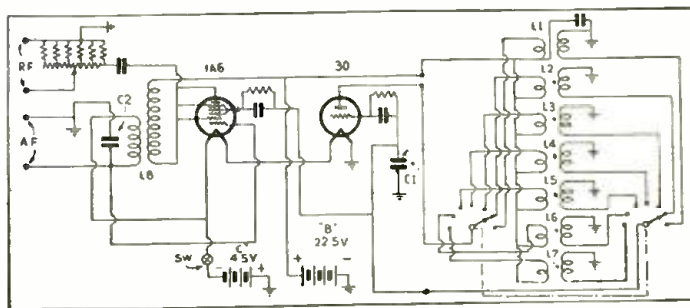 RF
AF
C2
L8
1A6
30
C1
SW
"C"
4.5V
- +
"B"
22.5V
+ -
L1
L2
L3
L4
L5
L6
L7